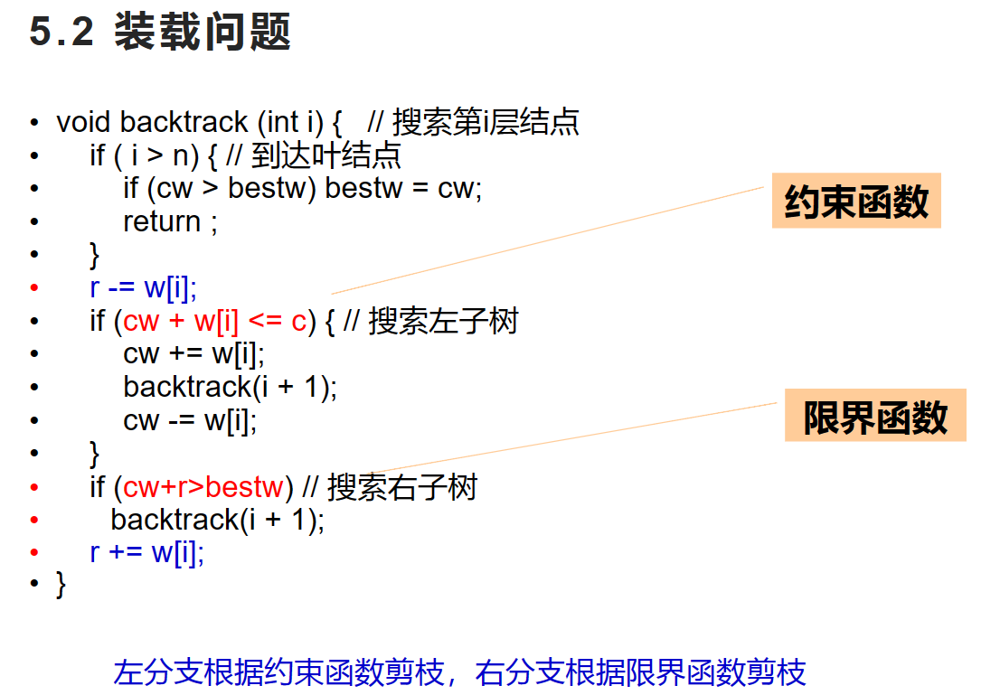 5.2 装载问题
• void backtrack (int i) { // 搜索第i层结点
• if ( i > n) { // 到达叶结点
• if (cw > bestw) bestw = cw;
• return ;
• }
• r -= w[i];
• if (cw + w[i] <= c) { // 搜索左子树
• cw += w[i];
• backtrack(i + 1);
• cw -= w[i];
• }
• if (cw+r>bestw) // 搜索右子树
• backtrack(i + 1);
• r += w[i];
• }
约束函数
限界函数
左分支根据约束函数剪枝，右分支根据限界函数剪枝